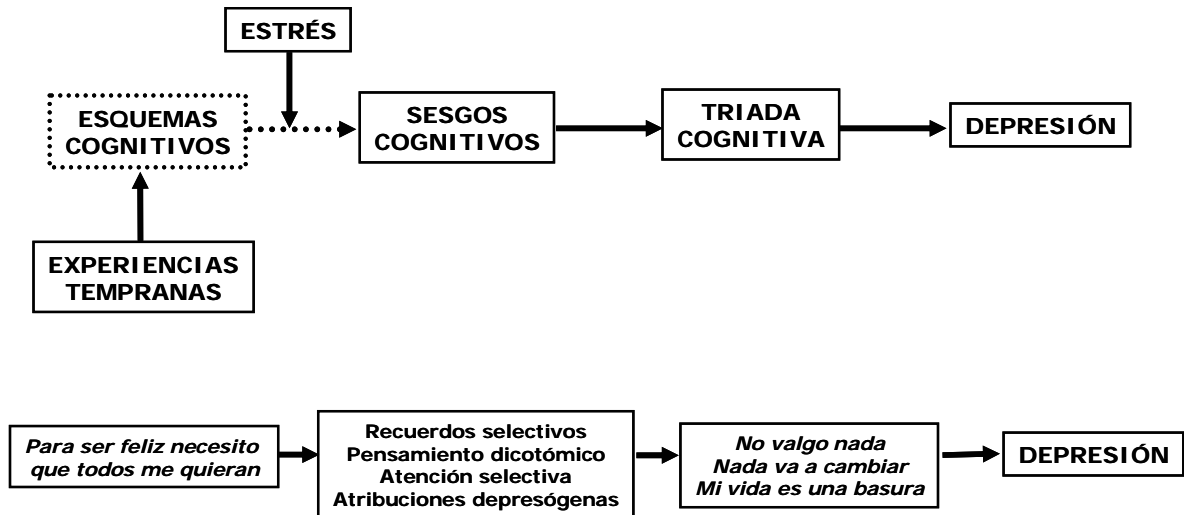 ESTRÉS
ESQUEMAS
COGNITIVOS
SESGOS
COGNITIVOS
TRIADA
COGNITIVA
DEPRESIÓN
EXPERIENCIAS
TEMPRANAS
Para ser feliz necesito
que todos me quieran
Recuerdos selectivos
Pensamiento dicotómico
Atención selectiva
Atribuciones depresógenas
No valgo nada
Nada va a cambiar
Mi vida es una basura
DEPRESIÓN